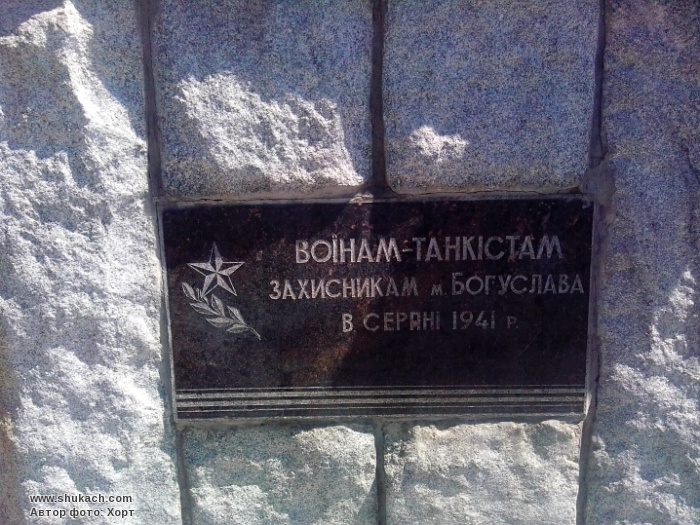 ВОЇНАМ-ТАНКІСТАМ
ЗАХИСНИКАМ м. БОГУСЛАВА
В СЕРПНІ 1941 р.
www.shukach.com
Автор фото: Хорт